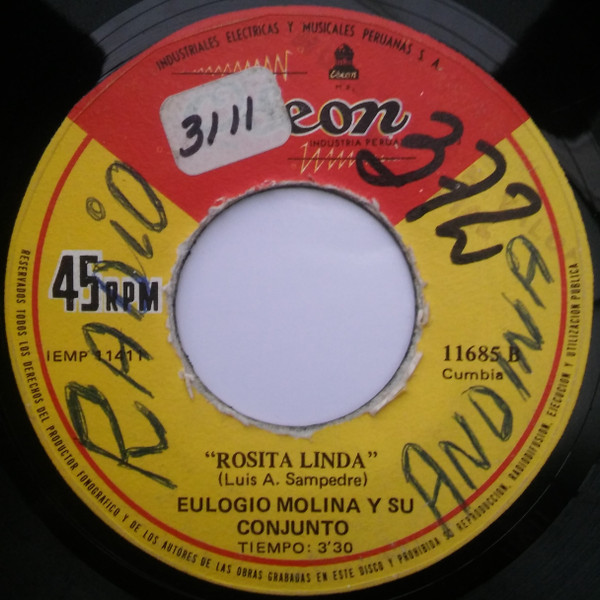 INDUSTRIALES ELECTRICAS Y MUSICALES PERUANAS S.A.
Odeon
M.R.
3111
eon
INDUSTRIA PERUANA
RADIO
ANDINA
45 RPM
IEMP 11411
11685 B
Cumbia
"ROSITA LINDA"
(Luis A. Sampedre)
EULOGIO MOLINA Y SU
CONJUNTO
TIEMPO: 3'30
RESERVADOS TODOS LOS DERECHOS DEL PRODUCTOR FONOGRAFICO Y DE LOS AUTORES DE LAS OBRAS GRABADAS EN ESTE DISCO Y PROHIBIDA SU REPRODUCCION, RADIODIFUSION, EJECUCION Y UTILIZACION PUBLICA